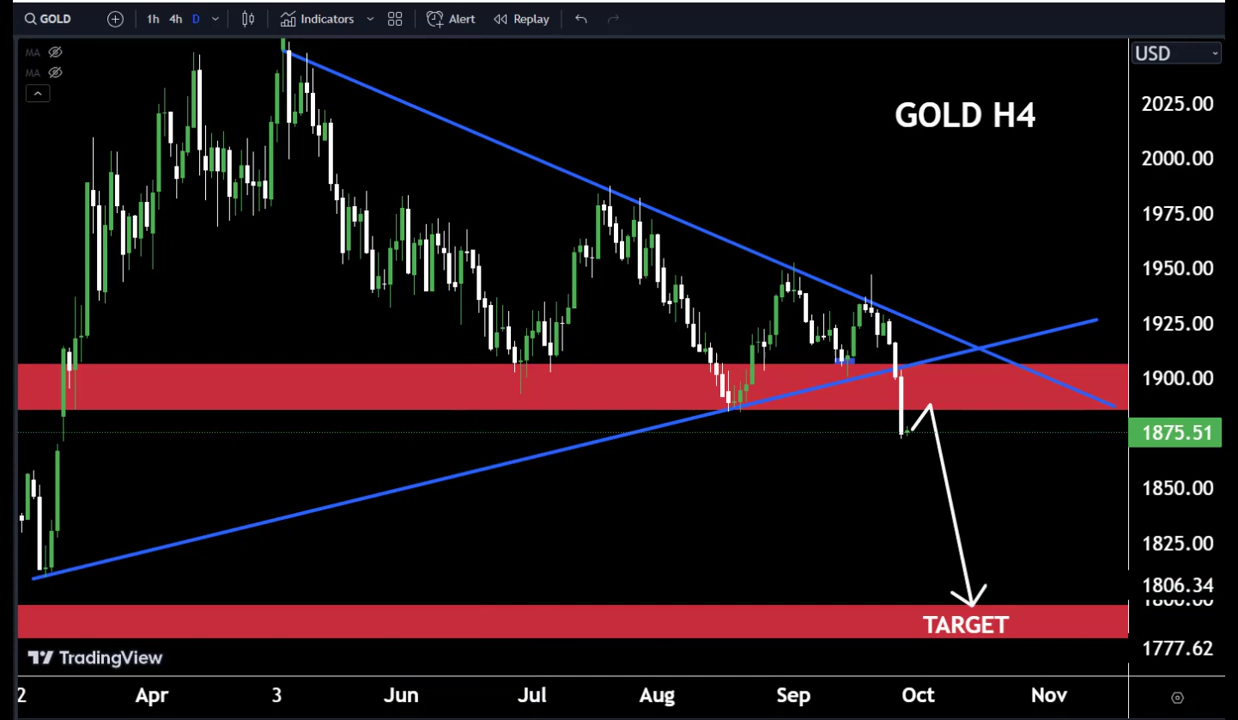 GOLD 1h 4h D Indicators Alert Replay
MA
MA
USD
GOLD H4
2025.00
2000.00
1975.00
1950.00
1925.00
1900.00
1875.51
1850.00
1825.00
1806.34
1777.62
TARGET
TradingView
2 Apr 3 Jun Jul Aug Sep Oct Nov